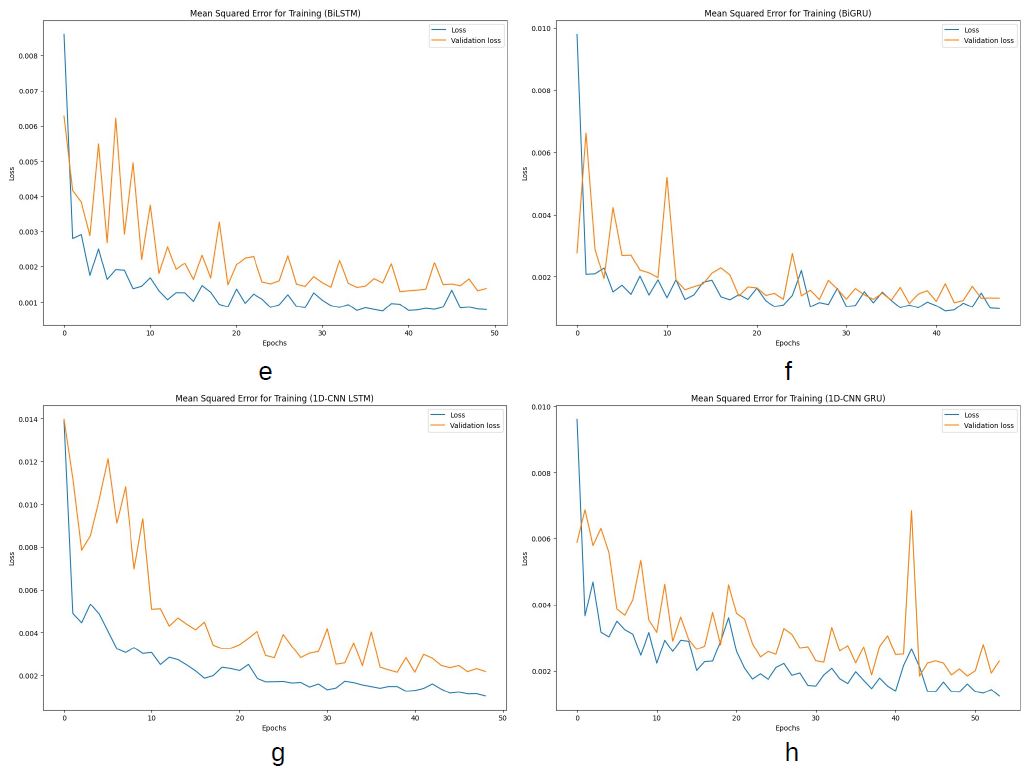 Mean Squared Error for Training (BiLSTM)
Loss
Validation loss
0.008
0.007
0.006
0.005
0.004
0.003
0.002
0.001
Loss
0 10 20 30 40 50
Epochs
e
Mean Squared Error for Training (BiGRU)
Loss
Validation loss
0.010
0.008
0.006
0.004
0.002
Loss
0 10 20 30 40
Epochs
f
Mean Squared Error for Training (1D-CNN LSTM)
Loss
Validation loss
0.014
0.012
0.010
0.008
0.006
0.004
0.002
Loss
0 10 20 30 40 50
Epochs
g
Mean Squared Error for Training (1D-CNN GRU)
Loss
Validation loss
0.010
0.008
0.006
0.004
0.002
Loss
0 10 20 30 40 50
Epochs
h